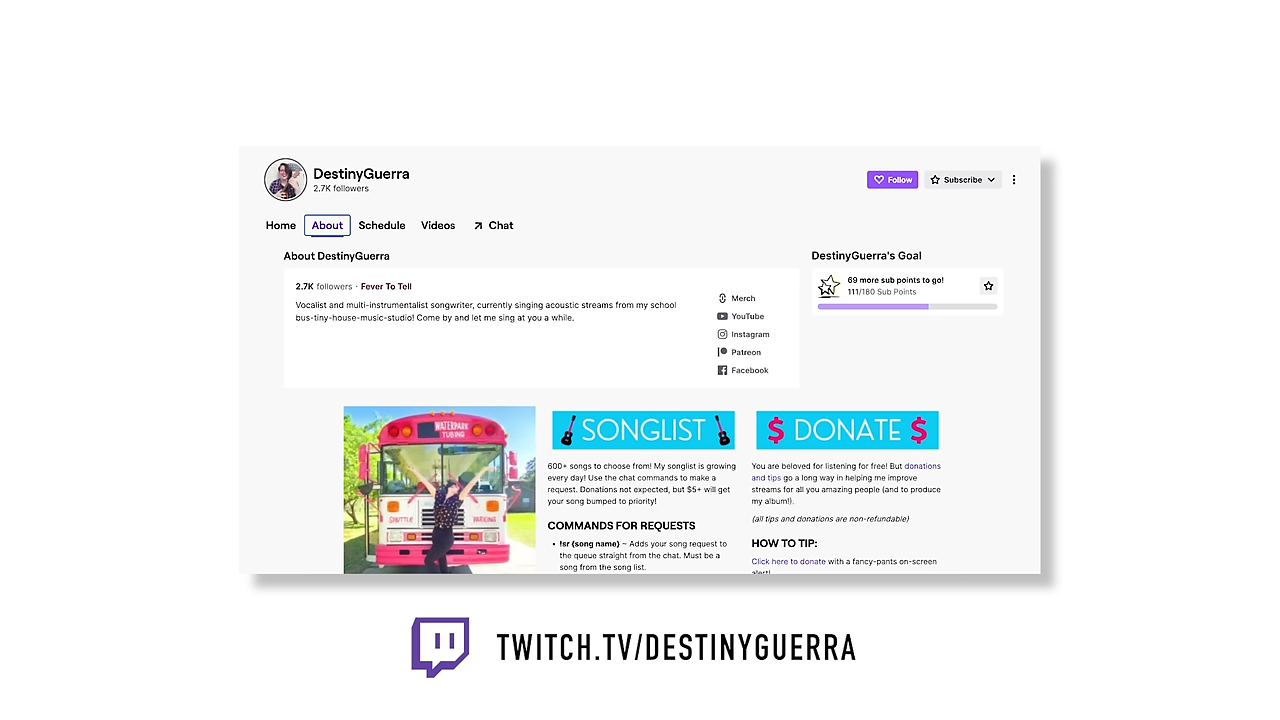 DestinyGuerra
2.7K followers
Follow
Subscribe
Home
About
Schedule
Videos
Chat
About DestinyGuerra
2.7K followers · Fever To Tell
Vocalist and multi-instrumentalist songwriter, currently singing acoustic streams from my school
bus-tiny-house-music-studio! Come by and let me sing at you a while.
Merch
YouTube
Instagram
Patreon
Facebook
DestinyGuerra's Goal
69 more sub points to go!
111/180 Sub Points
WATERPARK
TUBING
SHUTTLE
PARKING
SONGLIST
600+ songs to choose from! My songlist is growing
every day! Use the chat commands to make a
request. Donations not expected, but $5+ will get
your song bumped to priority!
COMMANDS FOR REQUESTS
• !sr {song name} ~ Adds your song request to
the queue straight from the chat. Must be a
song from the song list.
$ DONATE $
You are beloved for listening for free! But donations
and tips go a long way in helping me improve
streams for all you amazing people (and to produce
my album!).
(all tips and donations are non-refundable)
HOW TO TIP:
Click here to donate with a fancy-pants on-screen
alert!
TWITCH.TV/DESTINYGUERRA